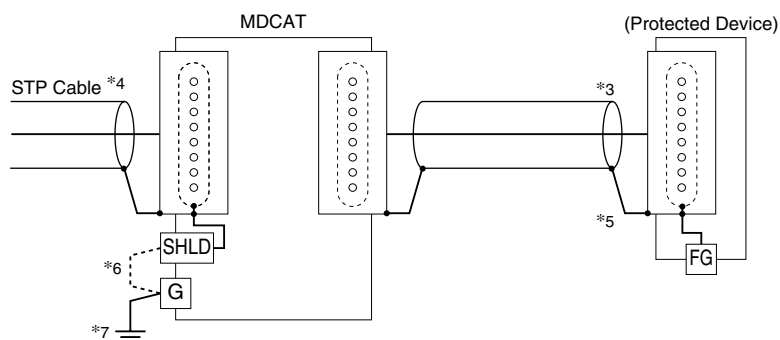 MDCAT
(Protected Device)
STP Cable *4
*3
*5
SHLD
*6
FG
G
*7